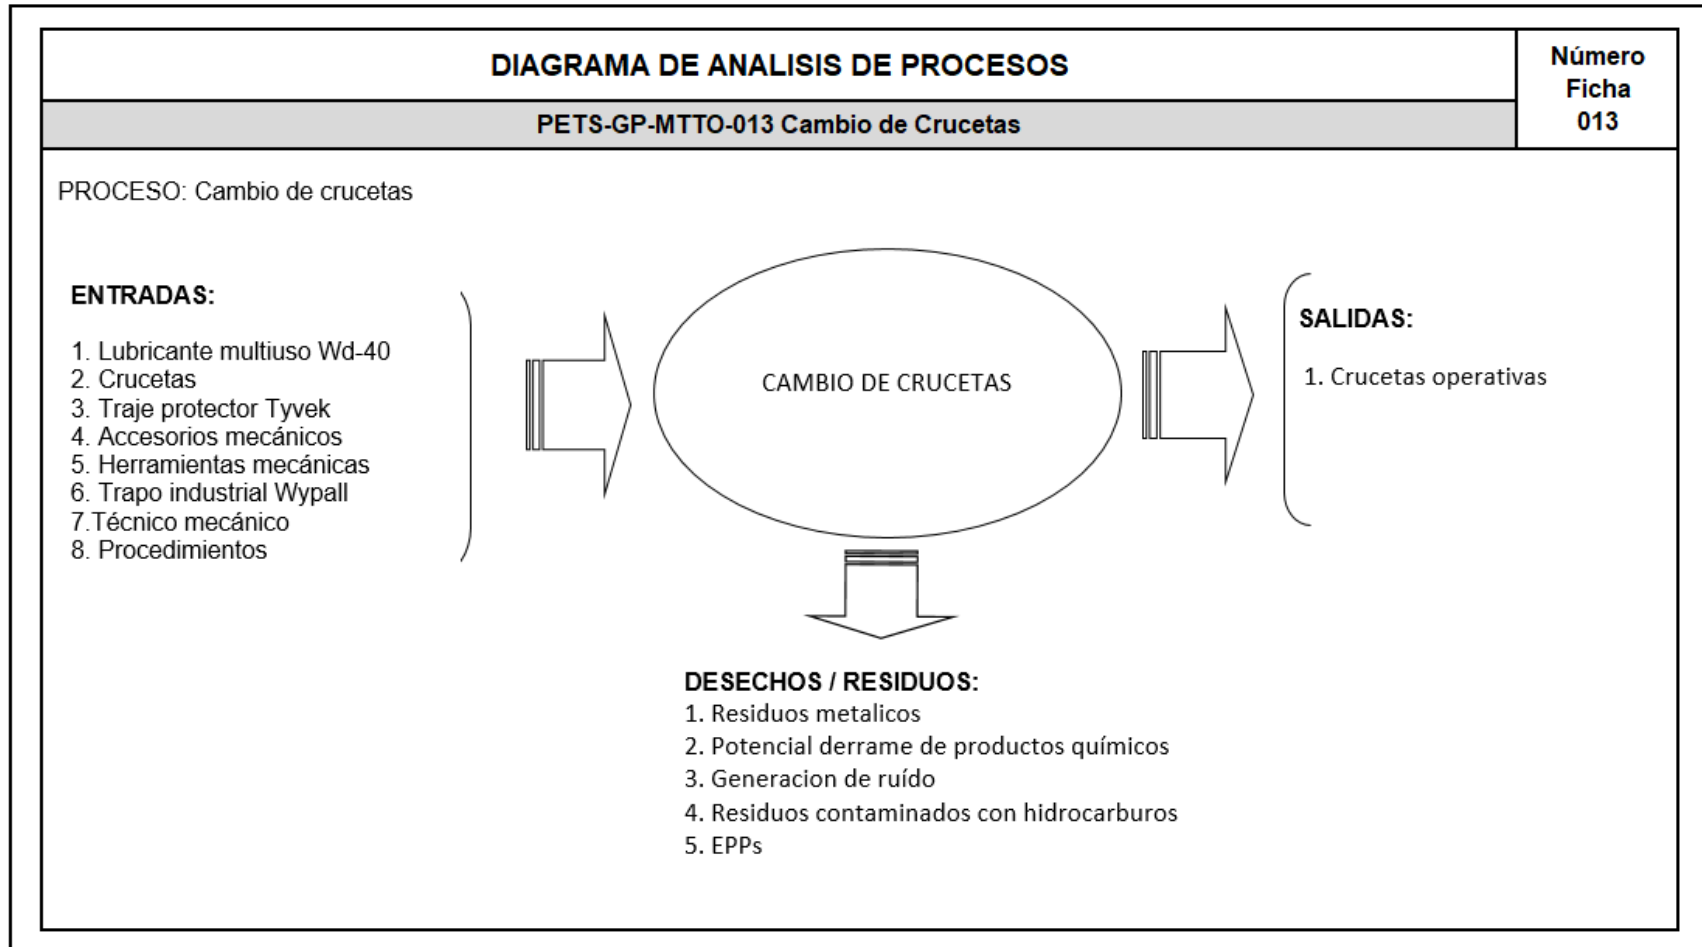 DIAGRAMA DE ANALISIS DE PROCESOS
Número
Ficha
013
PETS-GP-MTTO-013 Cambio de Crucetas
PROCESO: Cambio de crucetas
ENTRADAS:
1. Lubricante multiuso Wd-40
2. Crucetas
3. Traje protector Tyvek
4. Accesorios mecánicos
5. Herramientas mecánicas
6. Trapo industrial Wypall
7.Técnico mecánico
8. Procedimientos
CAMBIO DE CRUCETAS
SALIDAS:
1. Crucetas operativas
DESECHOS / RESIDUOS:
1. Residuos metalicos
2. Potencial derrame de productos químicos
3. Generacion de ruído
4. Residuos contaminados con hidrocarburos
5. EPPs